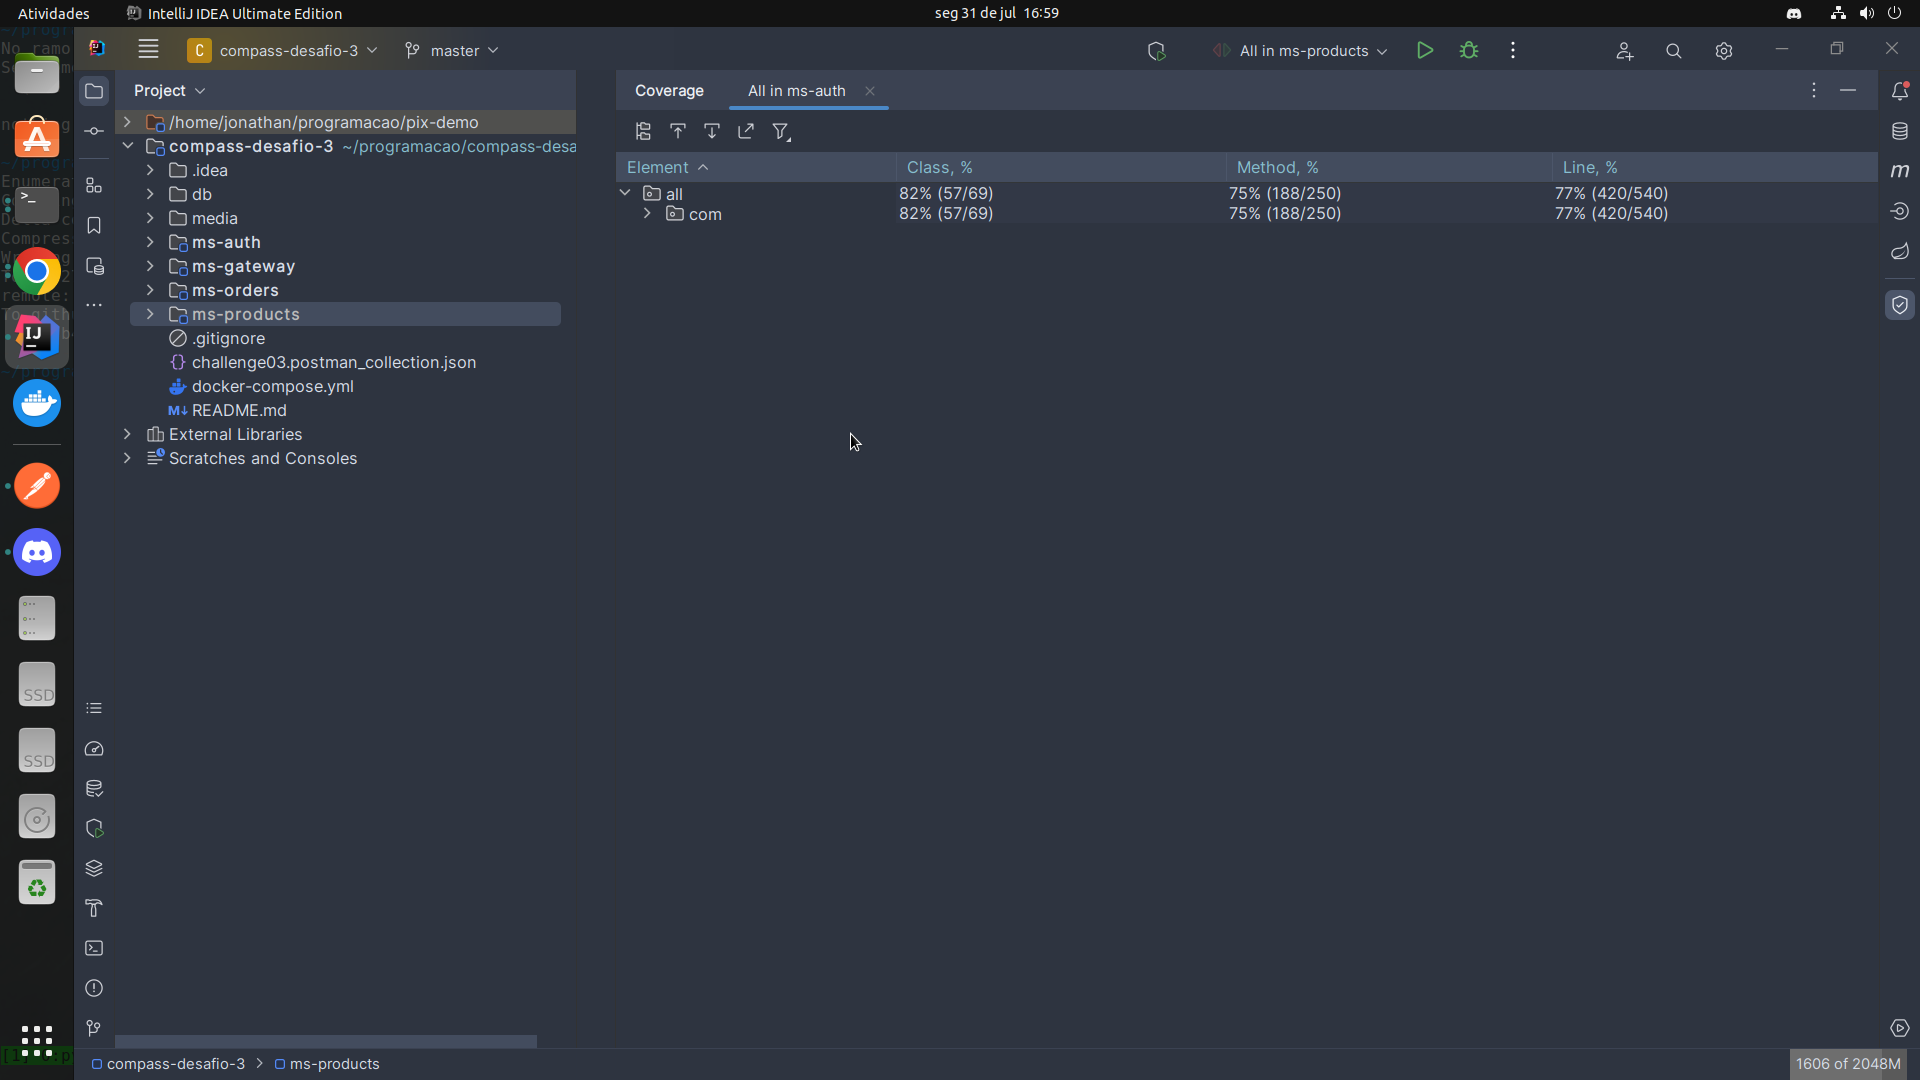 Atividades
IntelliJ IDEA Ultimate Edition
seg 31 de jul 16:59
C compass-desafio-3
master
All in ms-products
Project
/home/jonathan/programacao/pix-demo
compass-desafio-3 ~/programacao/compass-desa
.idea
db
media
ms-auth
ms-gateway
ms-orders
ms-products
.gitignore
challenge03.postman_collection.json
docker-compose.yml
README.md
External Libraries
Scratches and Consoles
Coverage
All in ms-auth
Element Class, % Method, % Line, %
all 82% (57/69) 75% (188/250) 77% (420/540)
com 82% (57/69) 75% (188/250) 77% (420/540)
m
IJ
SSD
SSD
compass-desafio-3 > ms-products
1606 of 2048M